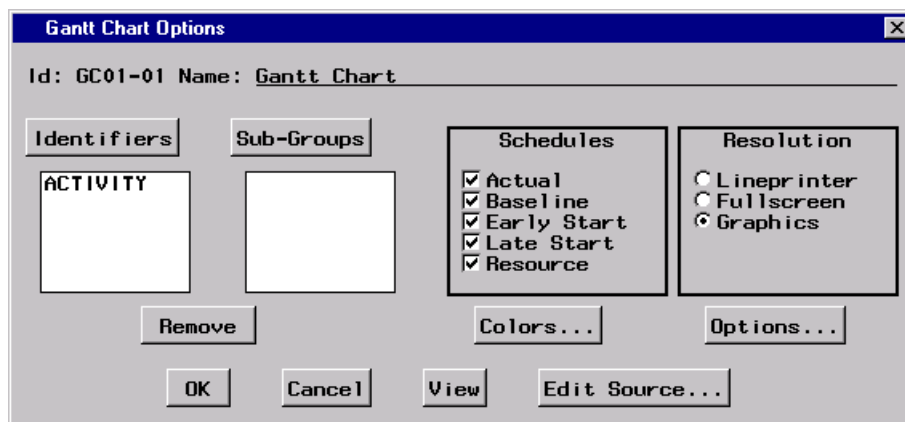 Gantt Chart Options
Id: GC01-01 Name: Gantt Chart
Identifiers
Sub-Groups
ACTIVITY
Schedules
Actual
Baseline
Early Start
Late Start
Resource
Resolution
Lineprinter
Fullscreen
Graphics
Remove
Colors...
Options...
OK
Cancel
View
Edit Source...